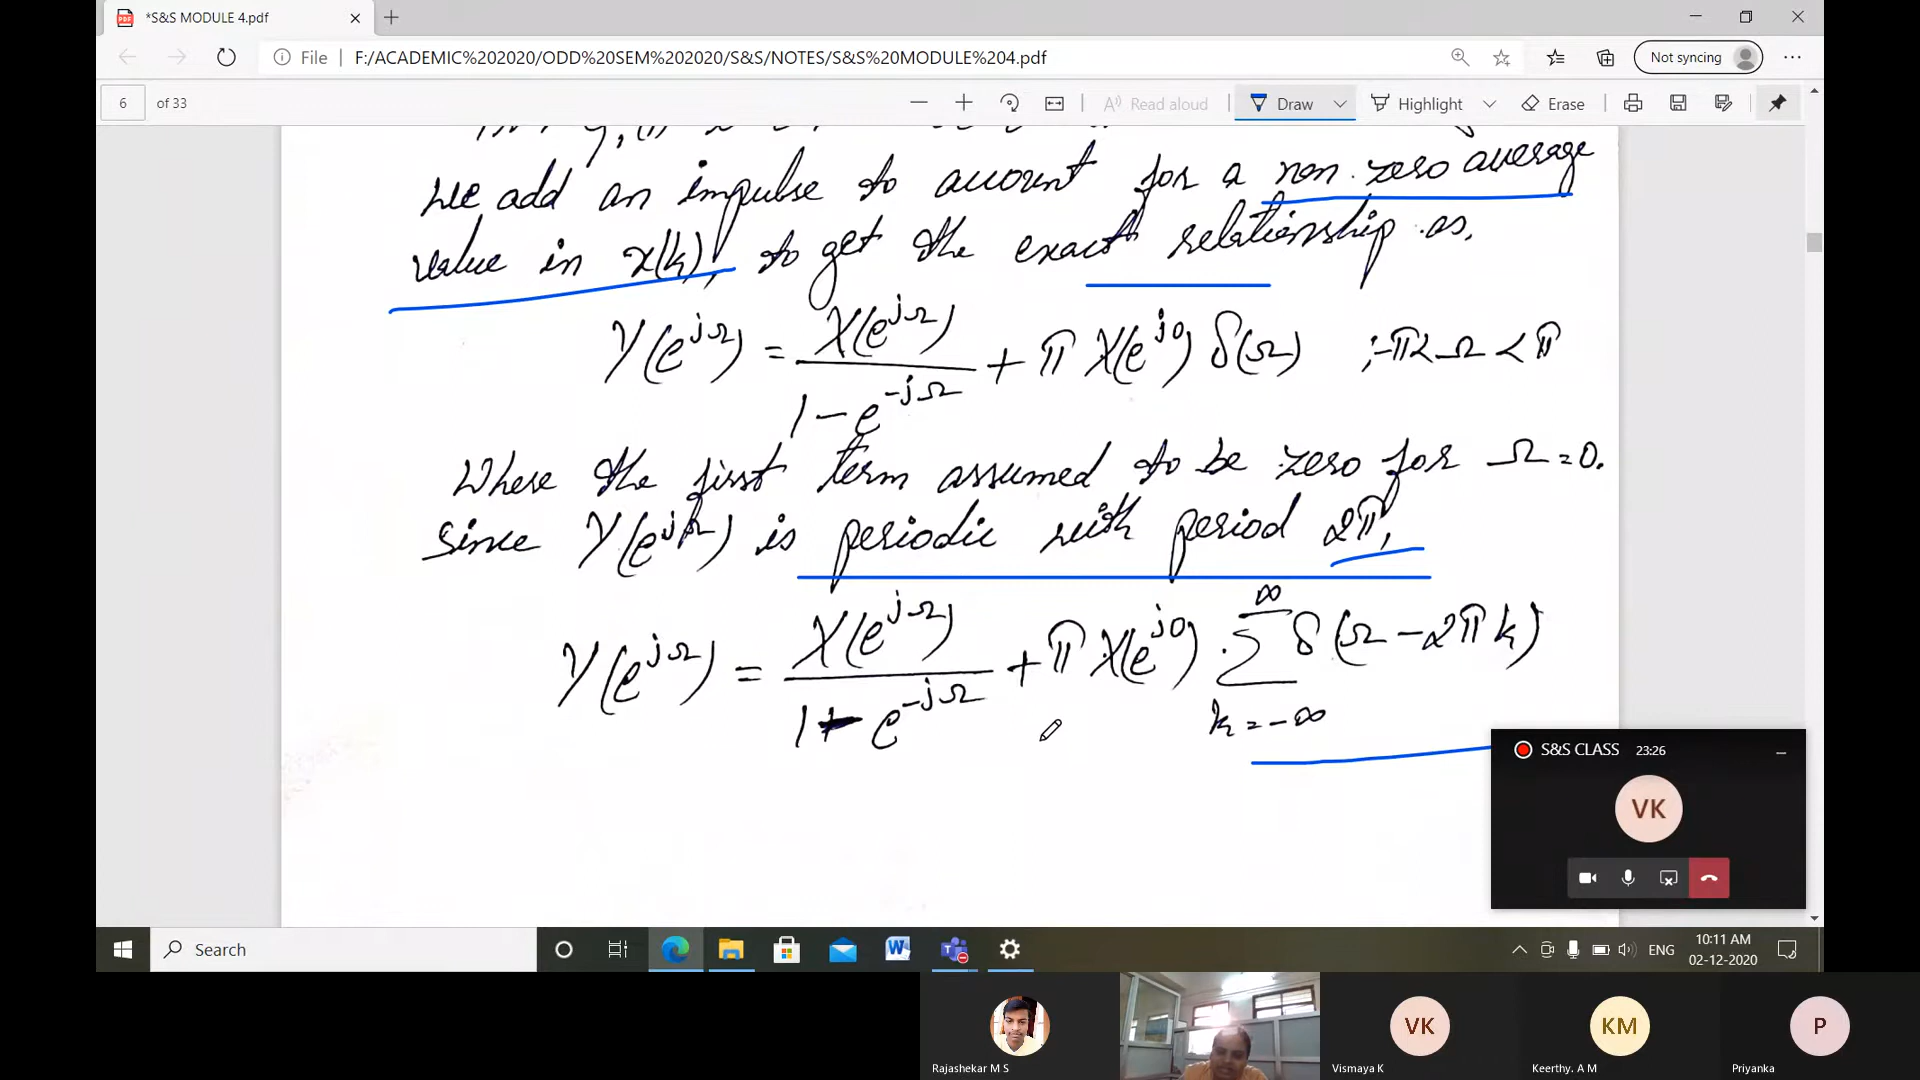 *S&S MODULE 4.pdf
File F:/ACADEMIC%202020/ODD%20SEM%202020/S&S/NOTES/S&S%20MODULE%204.pdf
Not syncing
6 of 33
Read aloud
Draw
Highlight
Erase
We add an impulse to account for a non zero average
value in x(k), to get the exact relationship as,
Y(e^{jΩ}) = X(e^{jΩ}) / (1 - e^{-jΩ}) + π X(e^{j0}) δ(Ω) ; -π < Ω < π
Where the first term assumed to be zero for Ω = 0.
Since Y(e^{jΩ}) is periodic with period 2π,
Y(e^{jΩ}) = X(e^{jΩ}) / (1 - e^{-jΩ}) + π X(e^{j0}) · ∑_{k=-∞}^{∞} δ(Ω - 2πk)
S&S CLASS 23:26
VK
Search
ENG
10:11 AM
02-12-2020
VK
KM
P
Rajashekar M S
Vismaya K
Keerthy. A M
Priyanka